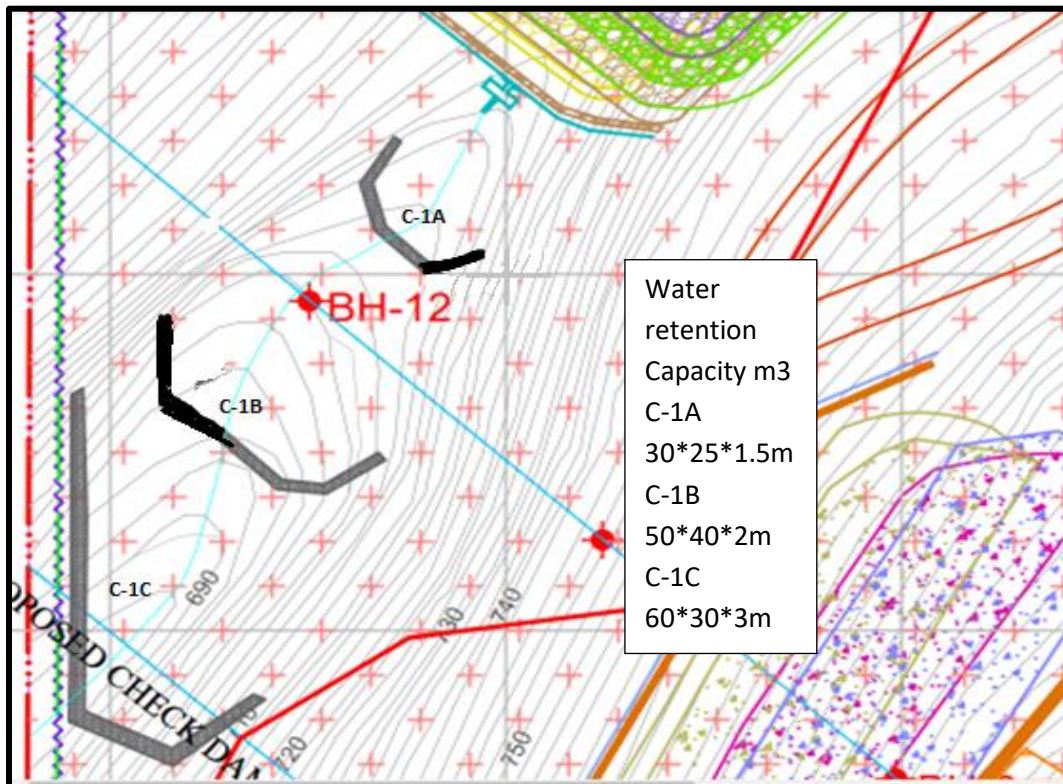 C-1A
BH-12
Water
retention
Capacity m3
C-1A
30*25*1.5m
C-1B
50*40*2m
C-1C
60*30*3m
C-1B
C-1C
690
730
740
OPOSED CHECK DAM
720
750